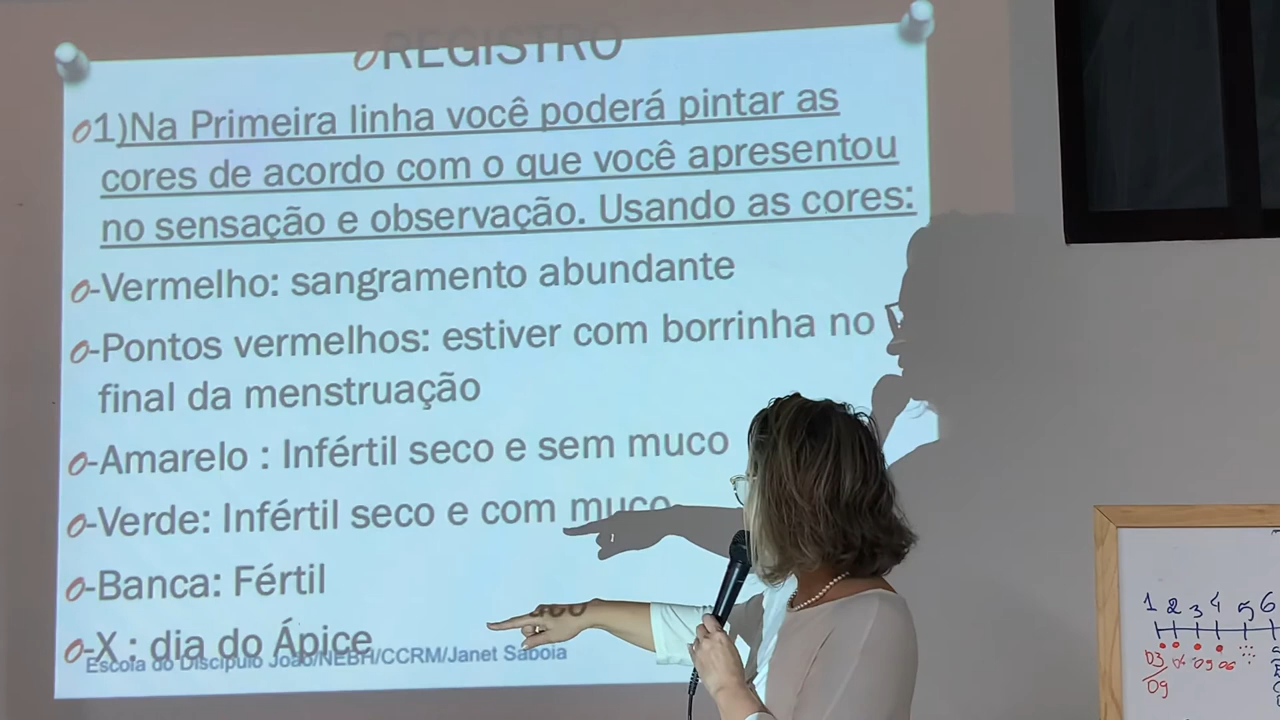 REGISTRO
1)Na Primeira linha você poderá pintar as
cores de acordo com o que você apresentou
no sensação e observação. Usando as cores:
-Vermelho: sangramento abundante
-Pontos vermelhos: estiver com borrinha no
final da menstruação
-Amarelo : Infértil seco e sem muco
-Verde: Infértil seco e com muco
-Banca: Fértil
-X : dia do Ápice
Escola do Discípulo João/NEBH/CCRM/Janet Saboia
1 2 3 4 5 6
03
09